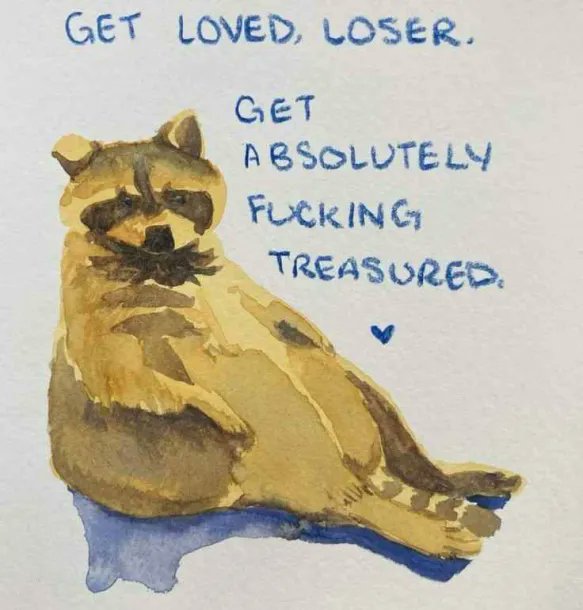 GET LOVED, LOSER.
GET
ABSOLUTELY
FUCKING
TREASURED.